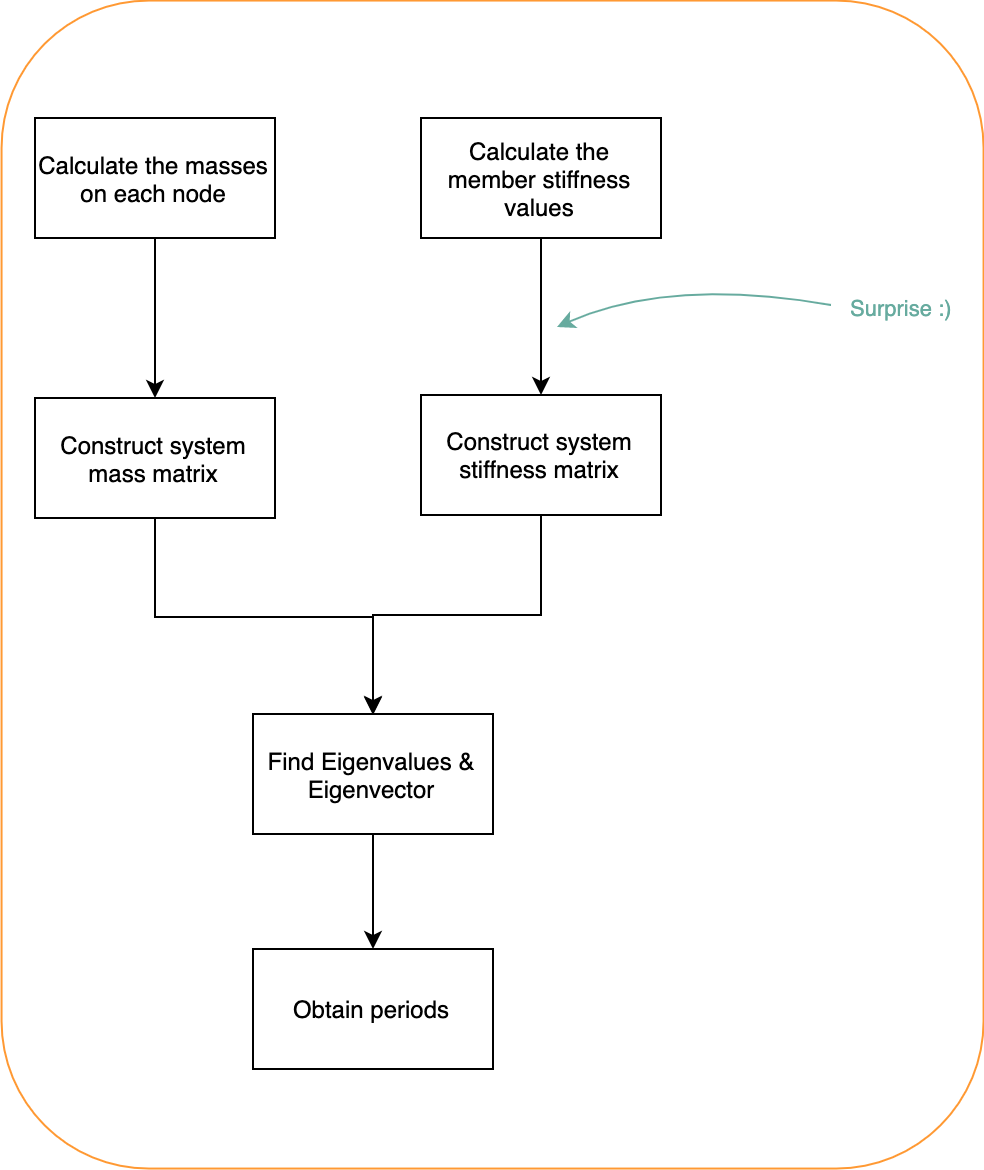 Calculate the masses
on each node
Calculate the
member stiffness
values
Surprise :)
Construct system
mass matrix
Construct system
stiffness matrix
Find Eigenvalues &
Eigenvector
Obtain periods